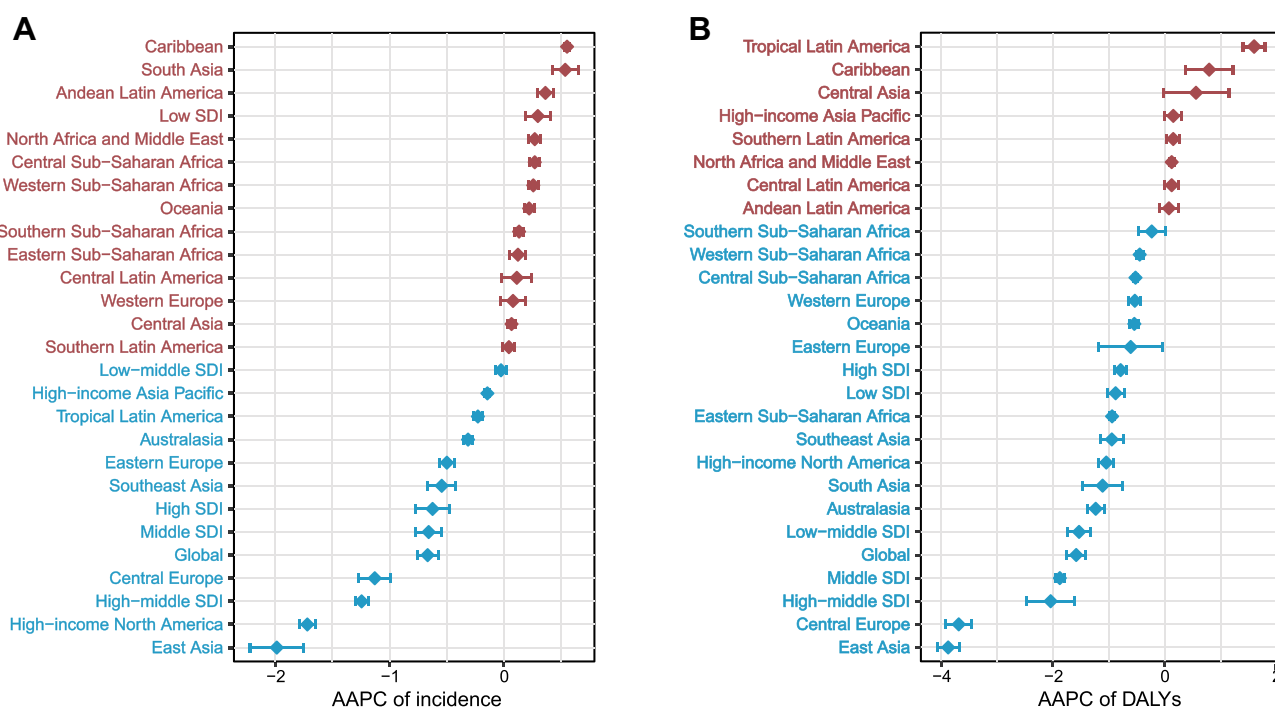 A
Caribbean
South Asia
Andean Latin America
Low SDI
North Africa and Middle East
Central Sub−Saharan Africa
Western Sub−Saharan Africa
Oceania
Southern Sub−Saharan Africa
Eastern Sub−Saharan Africa
Central Latin America
Western Europe
Central Asia
Southern Latin America
Low−middle SDI
High−income Asia Pacific
Tropical Latin America
Australasia
Eastern Europe
Southeast Asia
High SDI
Middle SDI
Global
Central Europe
High−middle SDI
High−income North America
East Asia
−2 −1 0
AAPC of incidence
B
Tropical Latin America
Caribbean
Central Asia
High−income Asia Pacific
Southern Latin America
North Africa and Middle East
Central Latin America
Andean Latin America
Southern Sub−Saharan Africa
Western Sub−Saharan Africa
Central Sub−Saharan Africa
Western Europe
Oceania
Eastern Europe
High SDI
Low SDI
Eastern Sub−Saharan Africa
Southeast Asia
High−income North America
South Asia
Australasia
Low−middle SDI
Global
Middle SDI
High−middle SDI
Central Europe
East Asia
−4 −2 0 2
AAPC of DALYs